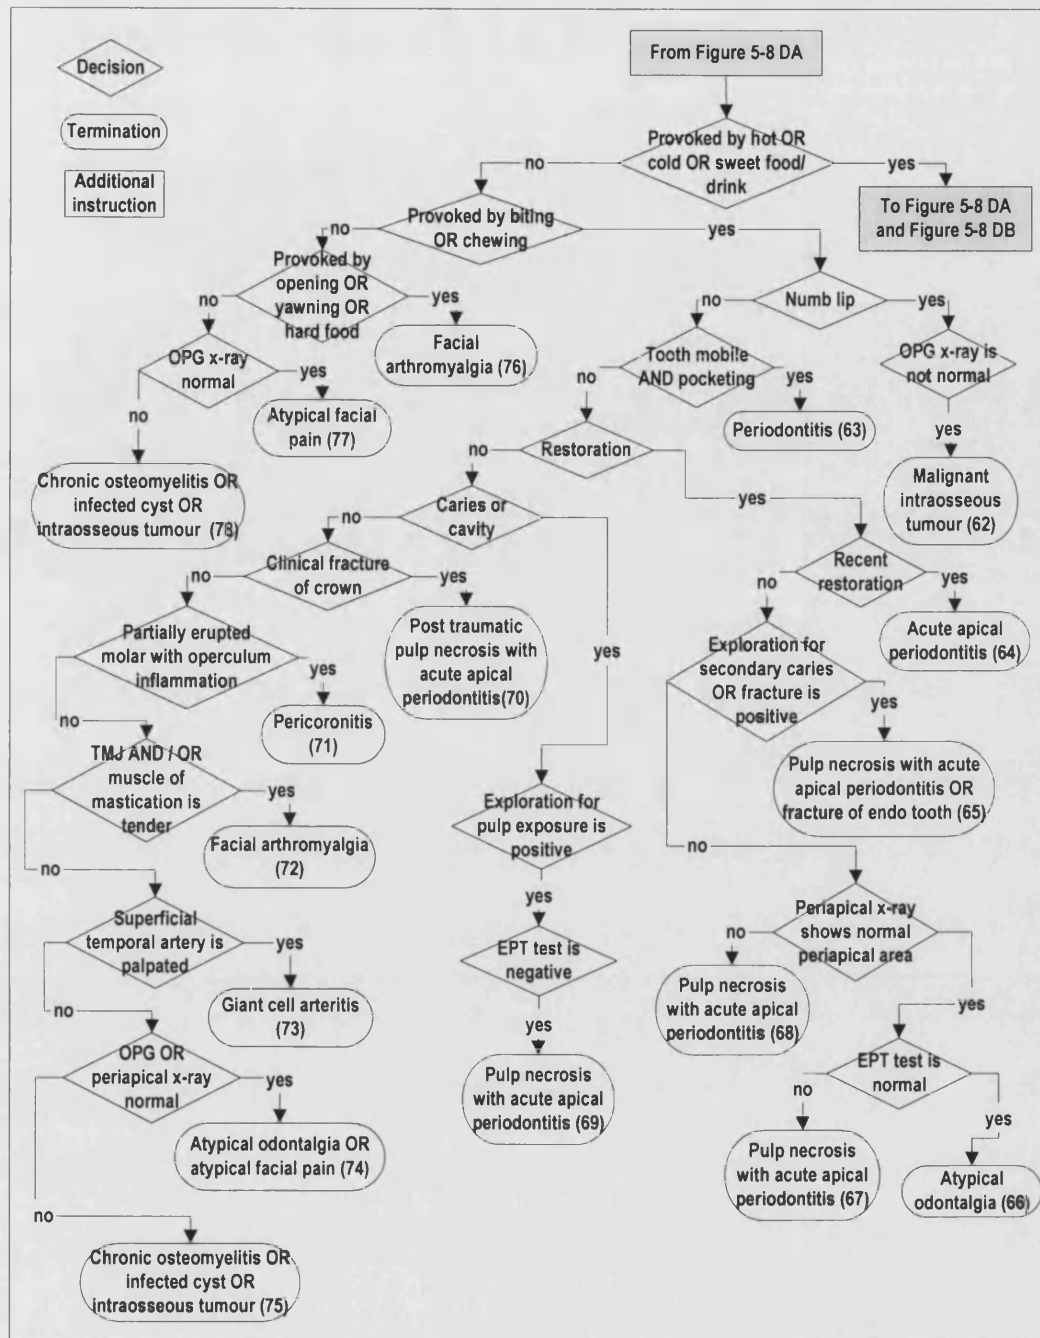 Decision
Termination
Additional
instruction
From Figure 5-8 DA
Provoked by hot OR
cold OR sweet food/
drink
no
yes
To Figure 5-8 DA
and Figure 5-8 DB
Provoked by biting
OR chewing
no
yes
Provoked by
opening OR
yawning OR
hard food
no
yes
Facial
arthromyalgia (76)
OPG x-ray
normal
yes
Atypical facial
pain (77)
no
Chronic osteomyelitis OR
infected cyst OR
intraosseous tumour (78)
Numb lip
no
yes
OPG x-ray is
not normal
yes
Malignant
intraosseous
tumour (62)
Tooth mobile
AND pocketing
no
yes
Periodontitis (63)
Restoration
no
yes
Recent
restoration
no
yes
Acute apical
periodontitis (64)
Caries or
cavity
no
yes
Clinical fracture
of crown
no
yes
Post traumatic
pulp necrosis with
acute apical
periodontitis(70)
Partially erupted
molar with operculum
inflammation
no
yes
Pericoronitis
(71)
TMJ AND / OR
muscle of
mastication is
tender
no
yes
Facial arthromyalgia
(72)
Superficial
temporal artery is
palpated
no
yes
Giant cell arteritis
(73)
OPG OR
periapical x-ray
normal
yes
Atypical odontalgia OR
atypical facial pain (74)
no
Chronic osteomyelitis OR
infected cyst OR
intraosseous tumour (75)
Exploration for
pulp exposure is
positive
yes
EPT test is
negative
yes
Pulp necrosis
with acute apical
periodontitis (69)
Exploration for
secondary caries
OR fracture is
positive
no
yes
Pulp necrosis with acute
apical periodontitis OR
fracture of endo tooth (65)
Periapical x-ray
shows normal
periapical area
no
yes
Pulp necrosis
with acute apical
periodontitis (68)
EPT test is
normal
no
yes
Pulp necrosis
with acute apical
periodontitis (67)
Atypical
odontalgia (66)